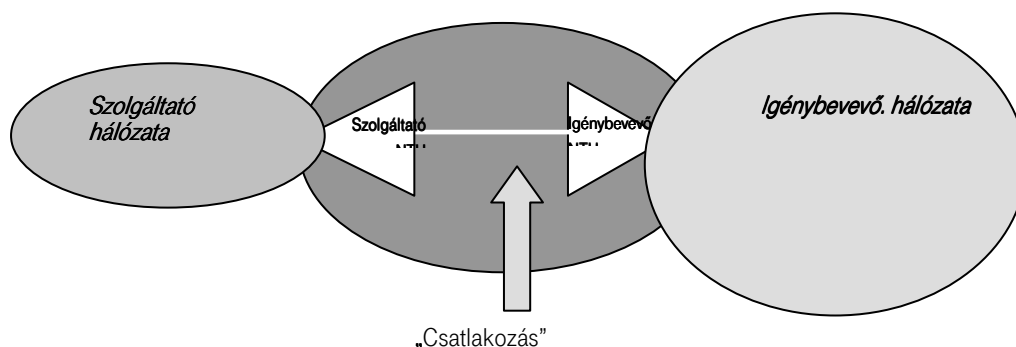 Szolgáltató
hálózata
Szolgáltató
Igénybevevő
Igénybevevő. hálózata
„Csatlakozás”